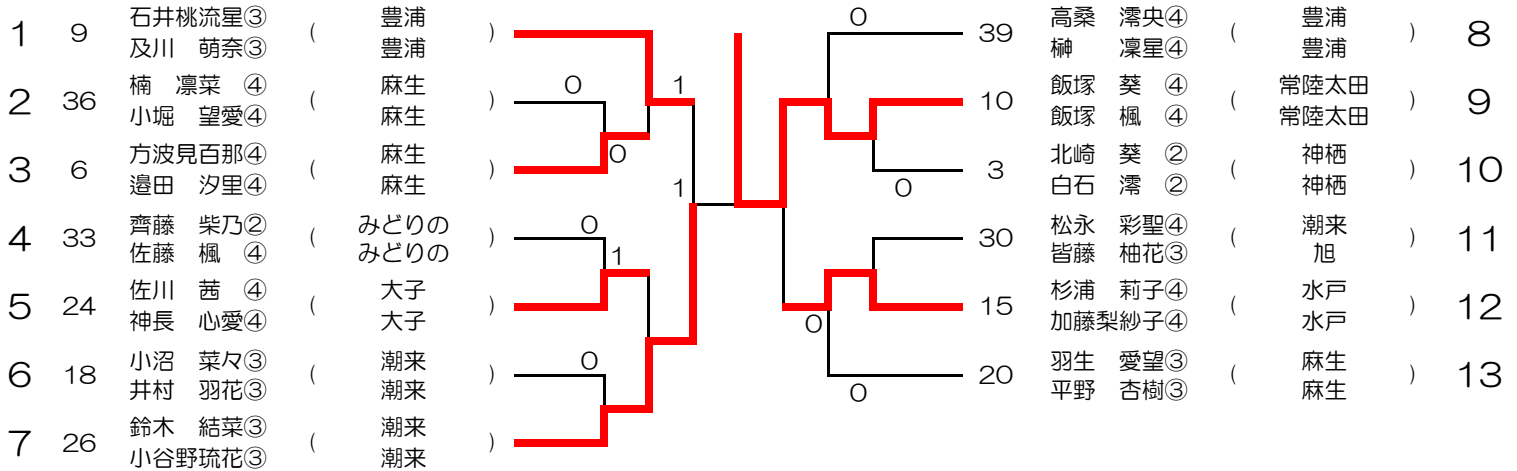 1 9 石井桃流星③ ( 豊浦 )
及川 萌奈③ 豊浦
2 36 楠 凛菜 ④ ( 麻生 ) 0 1
小堀 望愛④ 麻生
3 6 方波見百那④ ( 麻生 ) 0
邉田 汐里④ 麻生
1
4 33 齊藤 柴乃② ( みどりの ) 0
佐藤 楓 ④ みどりの
1
5 24 佐川 茜 ④ ( 大子 )
神長 心愛④ 大子
6 18 小沼 菜々③ ( 潮来 ) 0
井村 羽花③ 潮来
7 26 鈴木 結菜③ ( 潮来 )
小谷野琉花③ 潮来
0 39 高桑 澪央④ ( 豊浦 ) 8
榊 凜星④ 豊浦
10 飯塚 葵 ④ ( 常陸太田 ) 9
飯塚 楓 ④ 常陸太田
3 北崎 葵 ② ( 神栖 ) 10
0 白石 澪 ② 神栖
30 松永 彩聖④ ( 潮来 ) 11
皆藤 柚花③ 旭
15 杉浦 莉子④ ( 水戸 ) 12
0 加藤梨紗子④ 水戸
20 羽生 愛望③ ( 麻生 ) 13
0 平野 杏樹③ 麻生